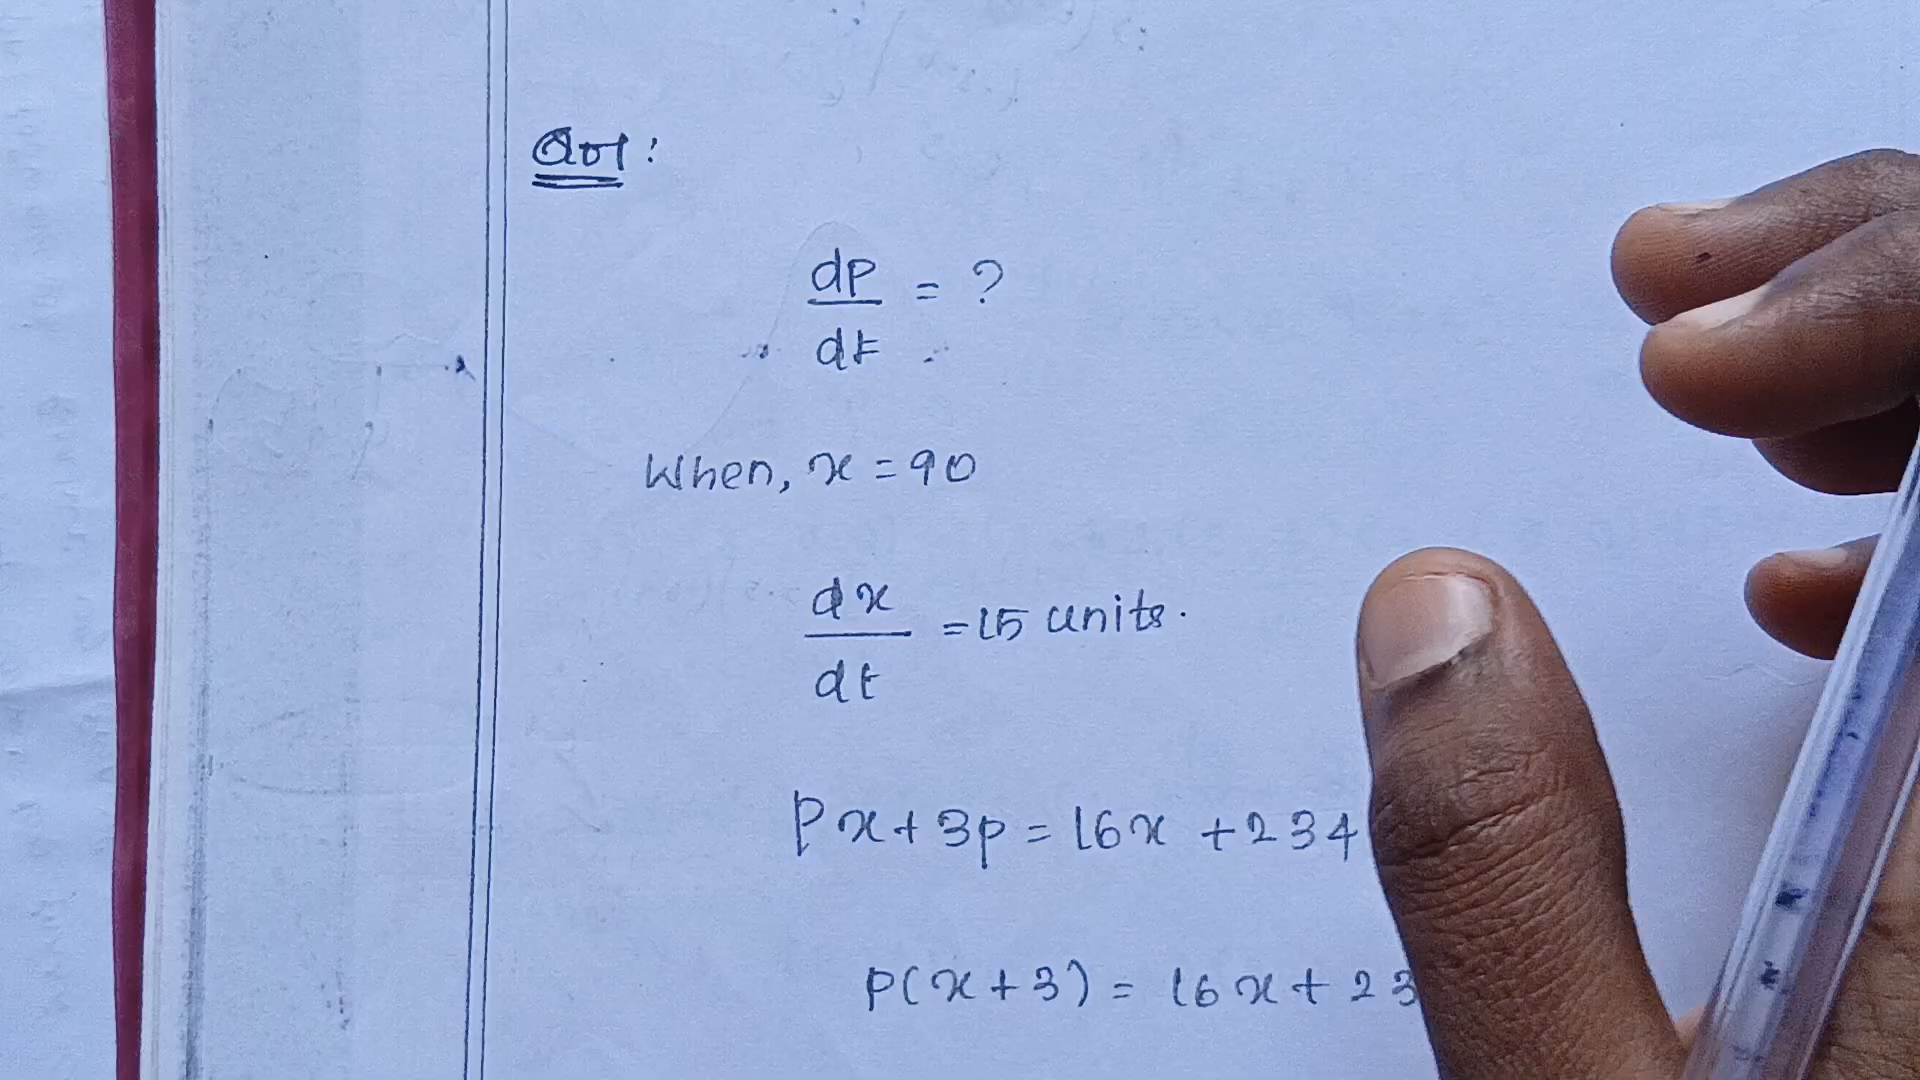 Sol:
dp
= ?
dt
When, x = 90
dx
= 15 units.
dt
Px + 3p = 16x + 234
P(x + 3) = 16x + 23